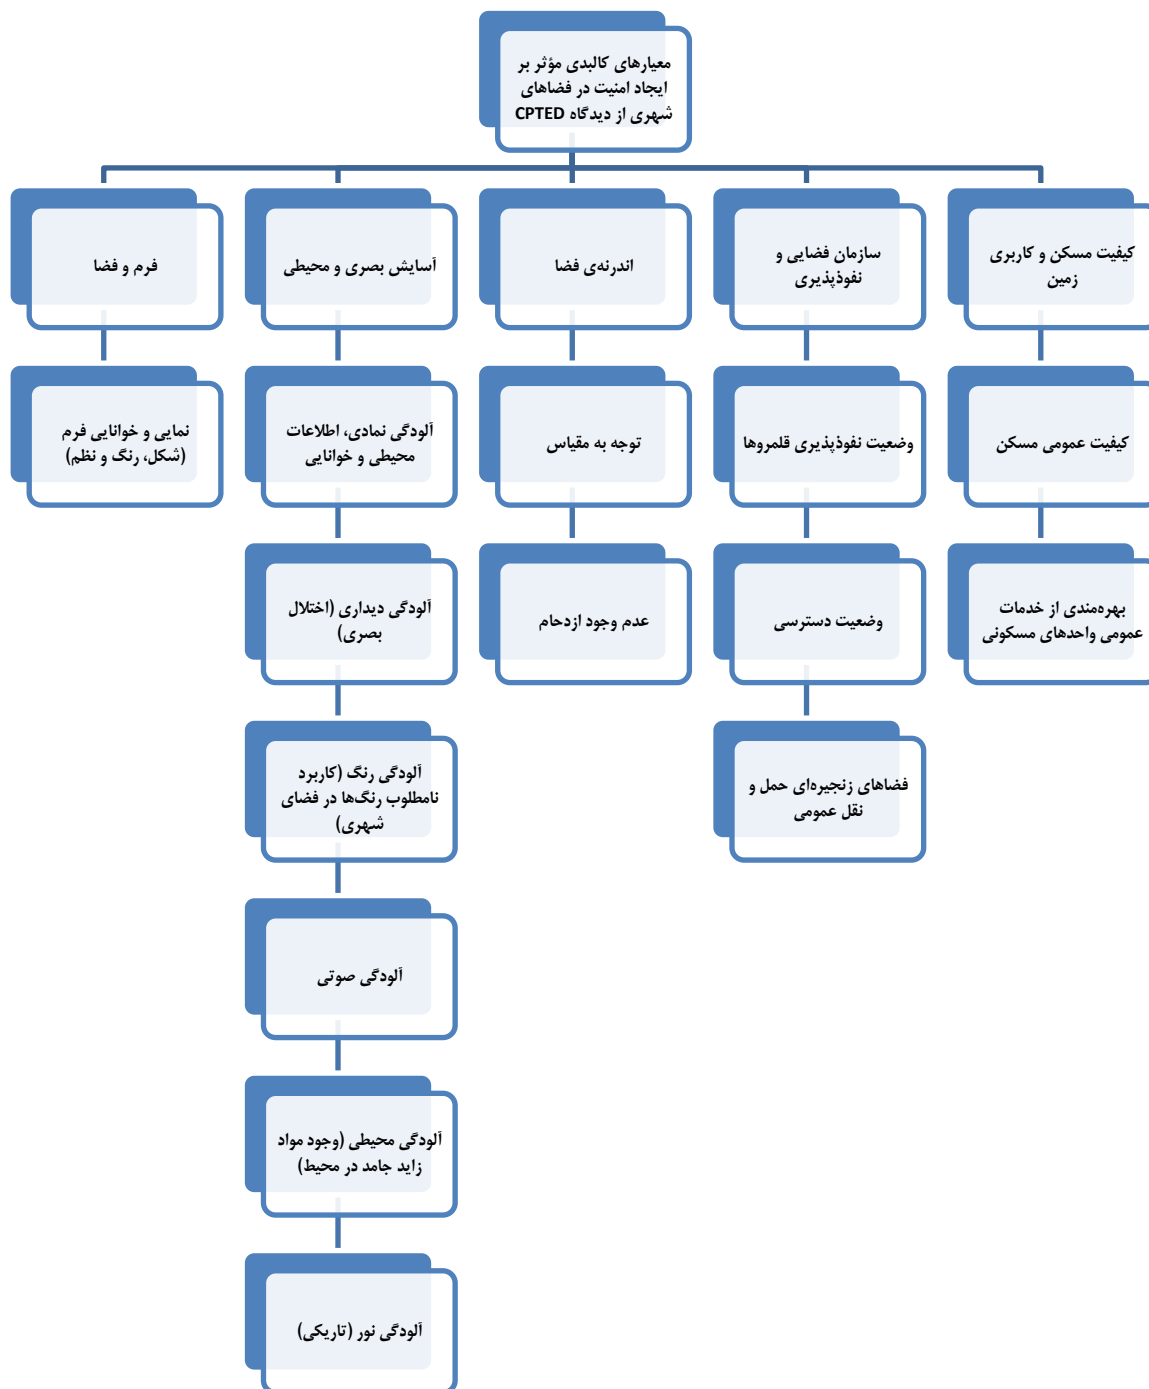 معیارهای کالبدی مؤثر بر
ایجاد امنیت در فضاهای
شهری از دیدگاه CPTED
کیفیت مسکن و کاربری
زمین
کیفیت عمومی مسکن
بهره‌مندی از خدمات
عمومی واحدهای مسکونی
سازمان فضایی و
نفوذپذیری
وضعیت نفوذپذیری قلمروها
وضعیت دسترسی
فضاهای زنجیره‌ای حمل و
نقل عمومی
اندرنه‌ی فضا
توجه به مقیاس
عدم وجود ازدحام
آسایش بصری و محیطی
آلودگی نمادی، اطلاعات
محیطی و خوانایی
آلودگی دیداری (اختلال
بصری)
آلودگی رنگ (کاربرد
نامطلوب رنگ‌ها در فضای
شهری)
آلودگی صوتی
آلودگی محیطی (وجود مواد
زاید جامد در محیط)
آلودگی نور (تاریکی)
فرم و فضا
نمایی و خوانایی فرم
(شکل، رنگ و نظم)